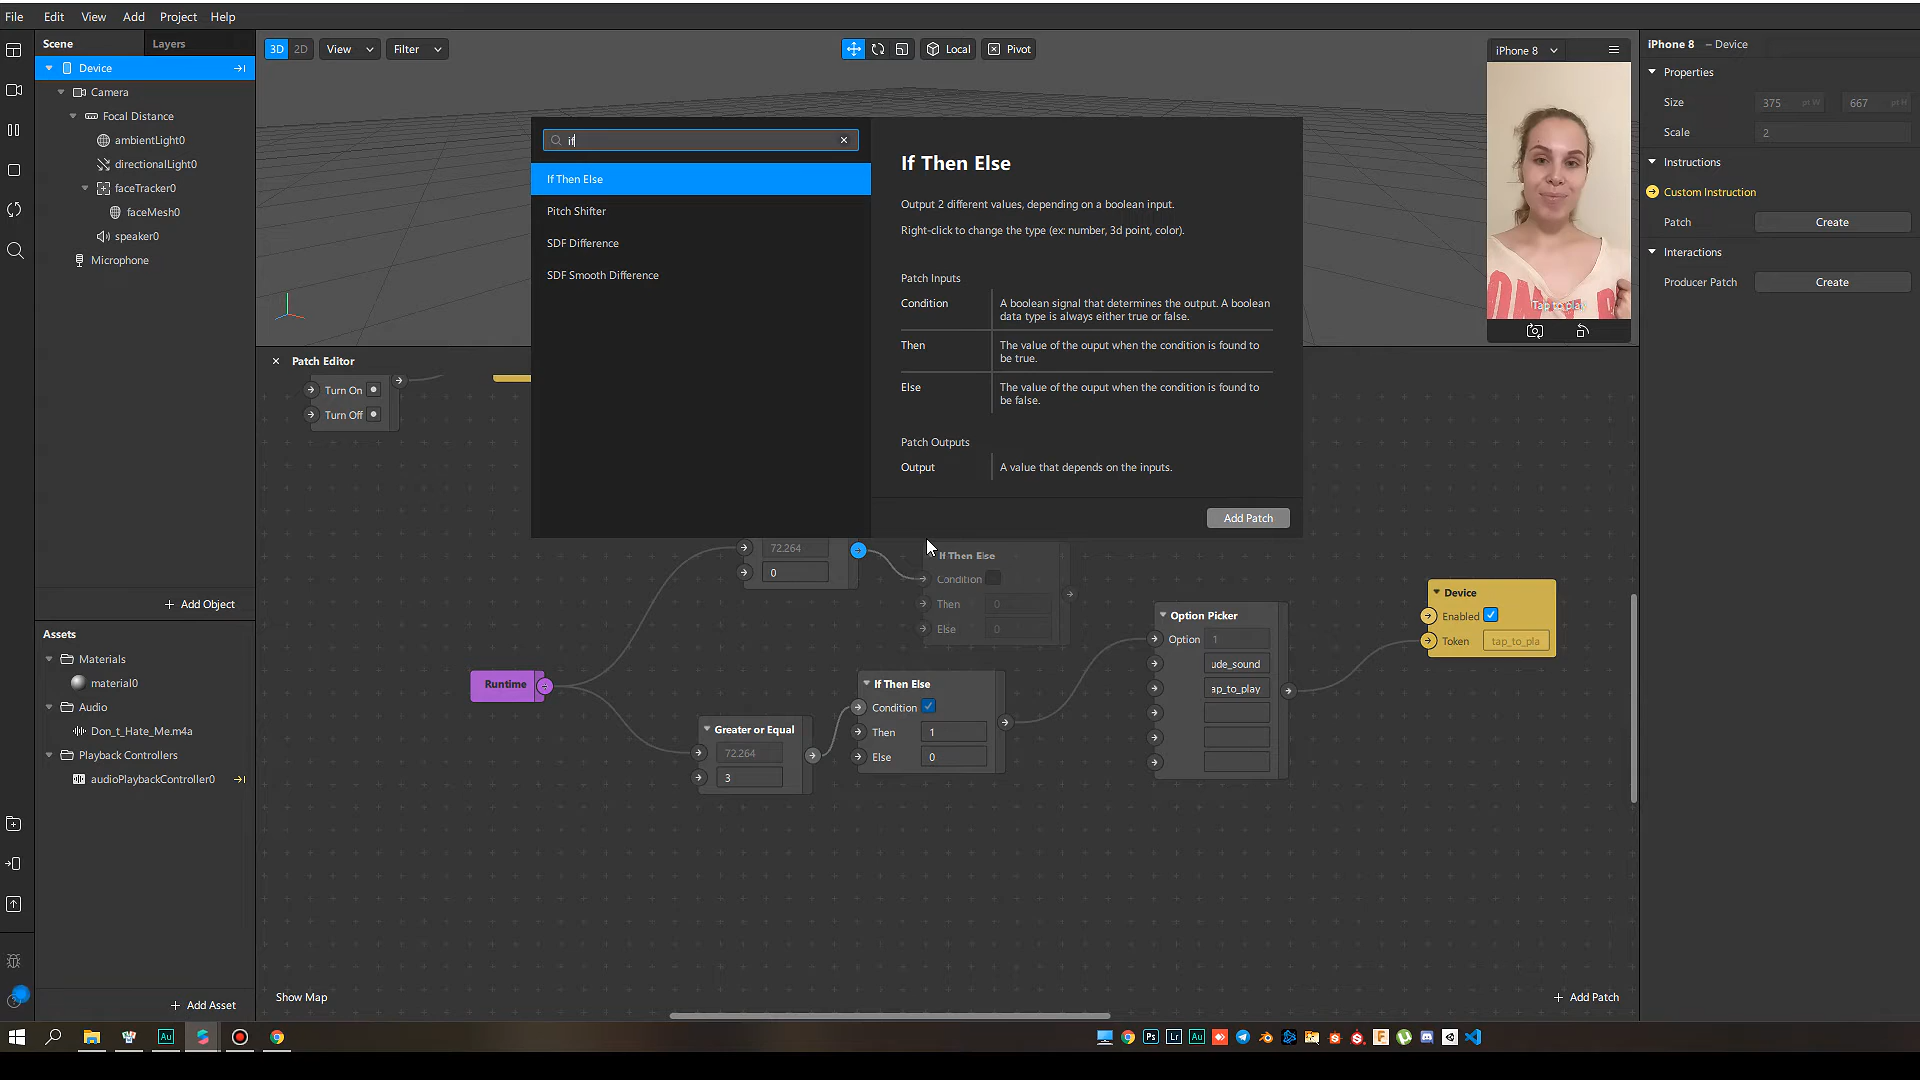 File Edit View Add Project Help
Scene Layers
3D 2D View Filter
Local Pivot
iPhone 8
iPhone 8 – Device
Device
Camera
Focal Distance
ambientLight0
directionalLight0
faceTracker0
faceMesh0
speaker0
Microphone
+ Add Object
Assets
Materials
material0
Audio
Don_t_Hate_Me.m4a
Playback Controllers
audioPlaybackController0
+ Add Asset
if
If Then Else
Pitch Shifter
SDF Difference
SDF Smooth Difference
If Then Else
Output 2 different values, depending on a boolean input.
Right-click to change the type (ex: number, 3d point, color).
Patch Inputs
Condition A boolean signal that determines the output. A boolean
data type is always either true or false.
Then The value of the ouput when the condition is found to
be true.
Else The value of the ouput when the condition is found to
be false.
Patch Outputs
Output A value that depends on the inputs.
Add Patch
Tap to play
Properties
Size 375 pt W 667 pt H
Scale 2
Instructions
Custom Instruction
Patch Create
Interactions
Producer Patch Create
Patch Editor
Turn On
Turn Off
72.264
0
If Then Else
Condition
Then 0
Else 0
Runtime
Greater or Equal
72.264
3
If Then Else
Condition
Then 1
Else 0
Option Picker
Option 1
ude_sound
ap_to_play
Device
Enabled
Token tap_to_pla
Show Map
+ Add Patch
Au
Ps Lr Au